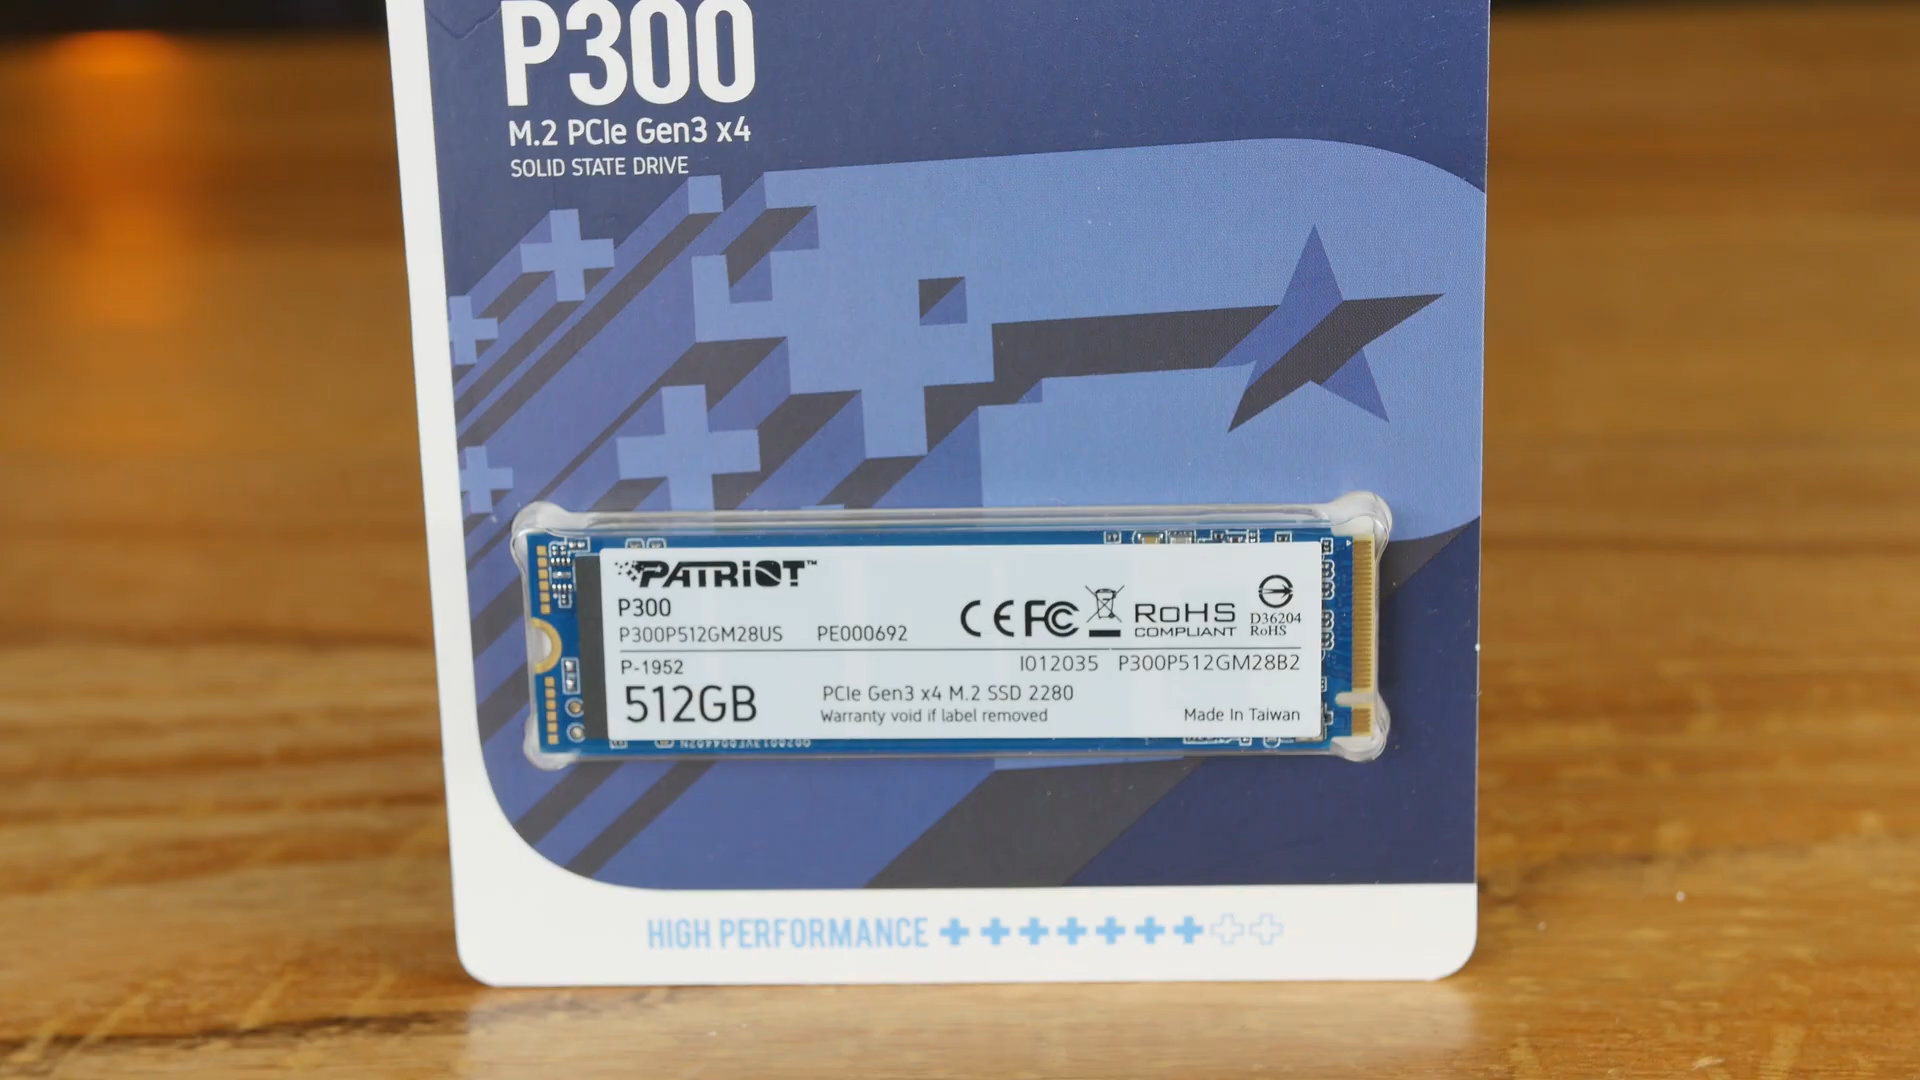 P300
M.2 PCIe Gen3 x4
SOLID STATE DRIVE
PATRIOT™
P300
P300P512GM28US PE000692
CE FC RoHS COMPLIANT
D36204
RoHS
P-1952 I012035 P300P512GM28B2
512GB
PCIe Gen3 x4 M.2 SSD 2280
Warranty void if label removed
Made In Taiwan
HIGH PERFORMANCE